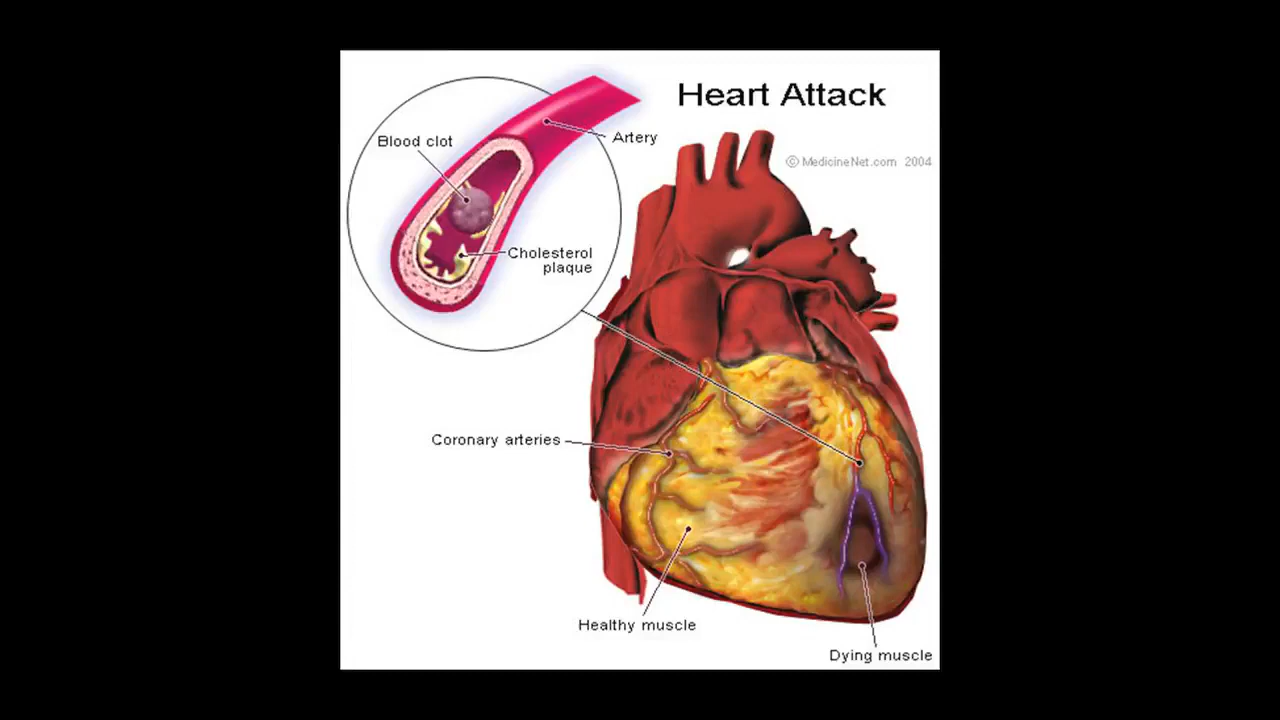 Heart Attack
© MedicineNet.com 2004
Artery
Blood clot
Cholesterol
plaque
Coronary arteries
Healthy muscle
Dying muscle